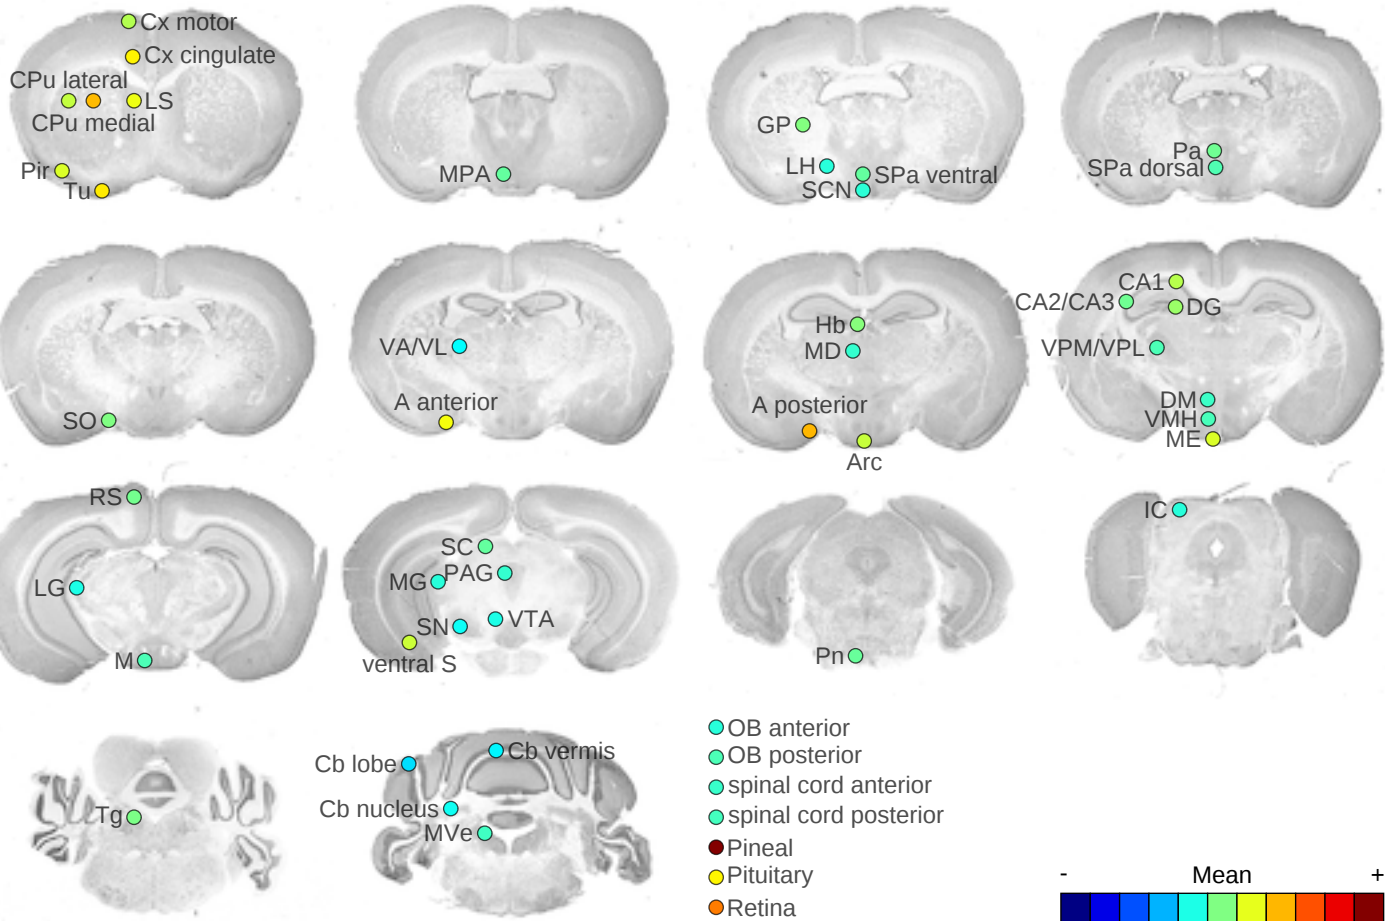 Cx motor
Cx cingulate
CPu lateral
LS
CPu medial
Pir
Tu
MPA
GP
LH
SPa ventral
SCN
Pa
SPa dorsal
SO
VA/VL
A anterior
Hb
MD
A posterior
Arc
CA1
CA2/CA3
DG
VPM/VPL
DM
VMH
ME
RS
LG
M
SC
PAG
MG
SN
VTA
ventral S
Pn
IC
Tg
Cb lobe
Cb vermis
Cb nucleus
MVe
OB anterior
OB posterior
spinal cord anterior
spinal cord posterior
Pineal
Pituitary
Retina
- Mean +